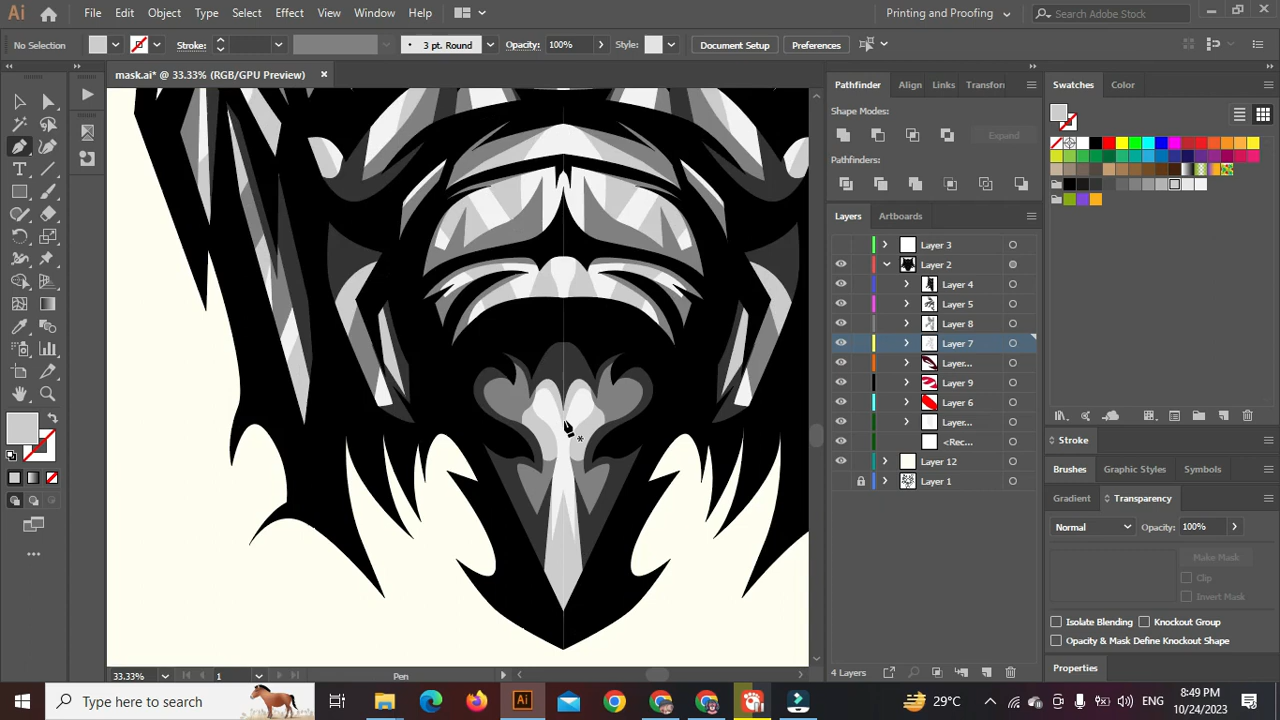 Ai File Edit Object Type Select Effect View Window Help Printing and Proofing Search Adobe Stock
No Selection Stroke: 3 pt. Round Opacity: 100% Style: Document Setup Preferences
mask.ai* @ 33.33% (RGB/GPU Preview) × Pathfinder Align Links Transfon Swatches Color
Shape Modes:
Expand
Pathfinders:
Layers Artboards
Layer 3
Layer 2
Layer 4
Layer 5
Layer 8
Layer 7
Layer...
Layer 9
Layer 6
Layer...
<Rec...
Layer 12
Layer 1
Stroke
Brushes Graphic Styles Symbols
Gradient Transparency
Normal Opacity: 100%
Make Mask
Clip
Invert Mask
Isolate Blending Knockout Group
Opacity & Mask Define Knockout Shape
Properties
33.33% 1 Pen 4 Layers
Type here to search Ai 29°C ENG 8:49 PM
10/24/2023